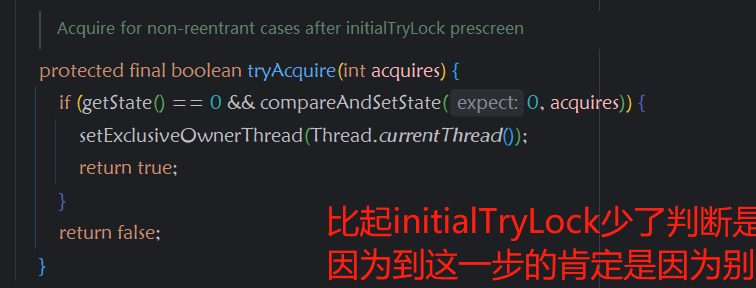 Acquire for non-reentrant cases after initialTryLock prescreen
protected final boolean tryAcquire(int acquires) {
if (getState() == 0 && compareAndSetState( expect: 0, acquires)) {
setExclusiveOwnerThread(Thread.currentThread());
return true;
}
return false;
比起initialTryLock少了判断是
因为到这一步的肯定是因为别
}